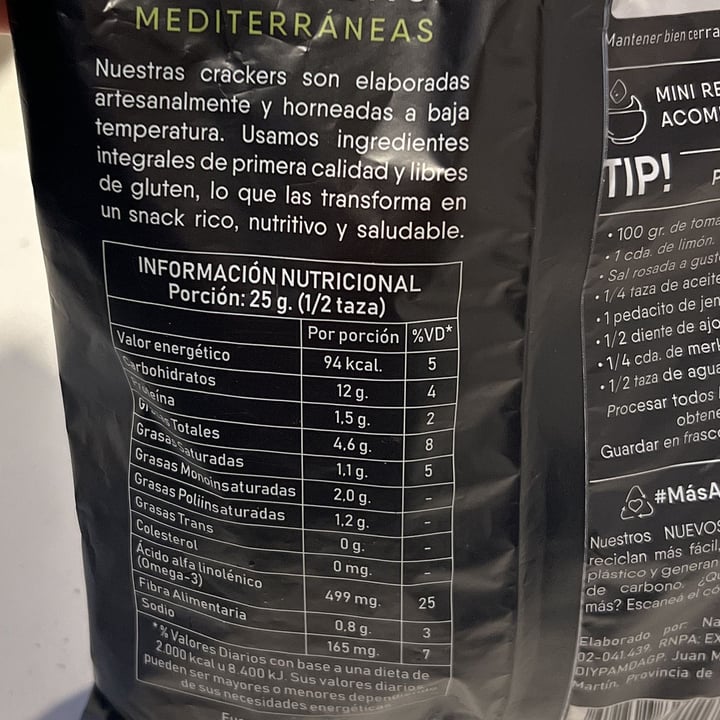 MEDITERRÁNEAS
Nuestras crackers son elaboradas
artesanalmente y horneadas a baja
temperatura. Usamos ingredientes
integrales de primera calidad y libres
de gluten, lo que las transforma en
un snack rico, nutritivo y saludable.
INFORMACIÓN NUTRICIONAL
Porción: 25 g. (1/2 taza)
Por porción %VD*
Valor energético 94 kcal. 5
Carbohidratos 12 g. 4
Proteína 1,5 g. 2
Grasas Totales 4,6 g. 8
Grasas saturadas 1,1 g. 5
Grasas Monoinsaturadas 2,0 g. -
Grasas Poliinsaturadas 1,2 g. -
Grasas Trans 0 g. -
Colesterol 0 mg. -
Ácido alfa linolénico
(Omega-3) 499 mg. 25
Fibra Alimentaria 0,8 g. 3
Sodio 165 mg. 7
*% Valores Diarios con base a una dieta de
2.000 kcal u 8.400 kJ. Sus valores diarios
pueden ser mayores o menores
de sus necesidades energéticas
Mantener bien cerra
MINI RE
ACOM
TIP!
• 100 gr. de toma
• 1 cda. de limón.
• Sal rosada a gust
• 1/4 taza de aceite
• 1 pedacito de jen
• 1/2 diente de ajo
• 1/4 cda. de merk
• 1/2 taza de agua
Procesar todos
obtene
Guardar en frasco
#MásA
Nuestros NUEVOS
reciclan más fácil,
plástico y generan
de carbono. ¿Qu
más? Escaneá el có
Elaborado por Na
02-041.439. RNPA: EX
DIYPAMDAGP. Juan M
Martín. Provincia de